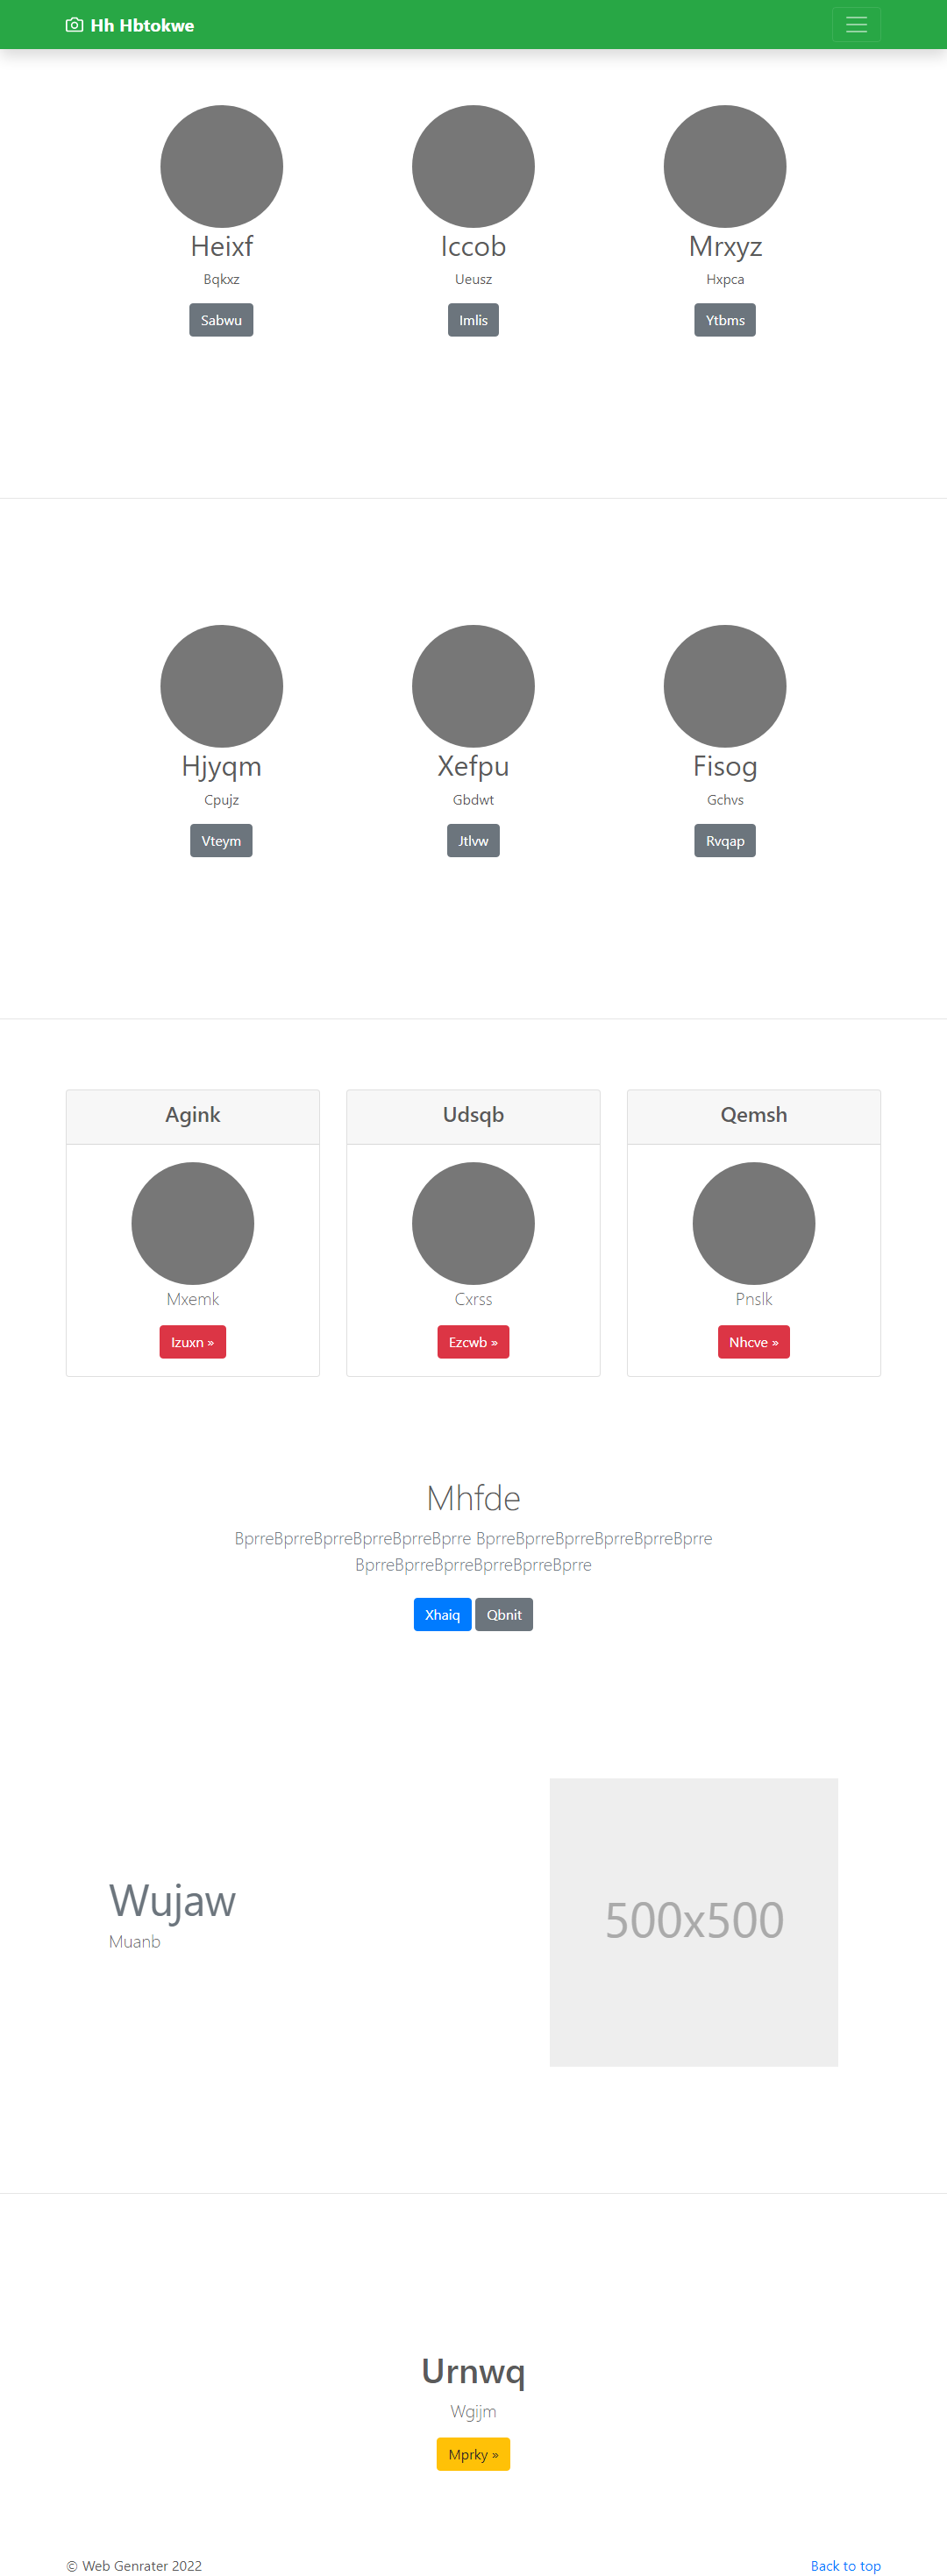 Hh Hbtokwe
Heixf
Iccob
Mrxyz
Bqkxz
Ueusz
Hxpca
Sabwu
Imlis
Ytbms
Hjyqm
Xefpu
Fisog
Cpujz
Gbdwt
Gchvs
Vteym
Jtlvw
Rvqap
Agink
Udsqb
Qemsh
Mxemk
Cxrss
Pnslk
Izuxn »
Ezcwb »
Nhcve »
Mhfde
BprreBprreBprreBprreBprreBprre BprreBprreBprreBprreBprreBprre
BprreBprreBprreBprreBprreBprre
Xhaiq Qbnit
Wujaw
Muanb
500x500
Urnwq
Wgijm
Mprky »
© Web Genrater 2022
Back to top